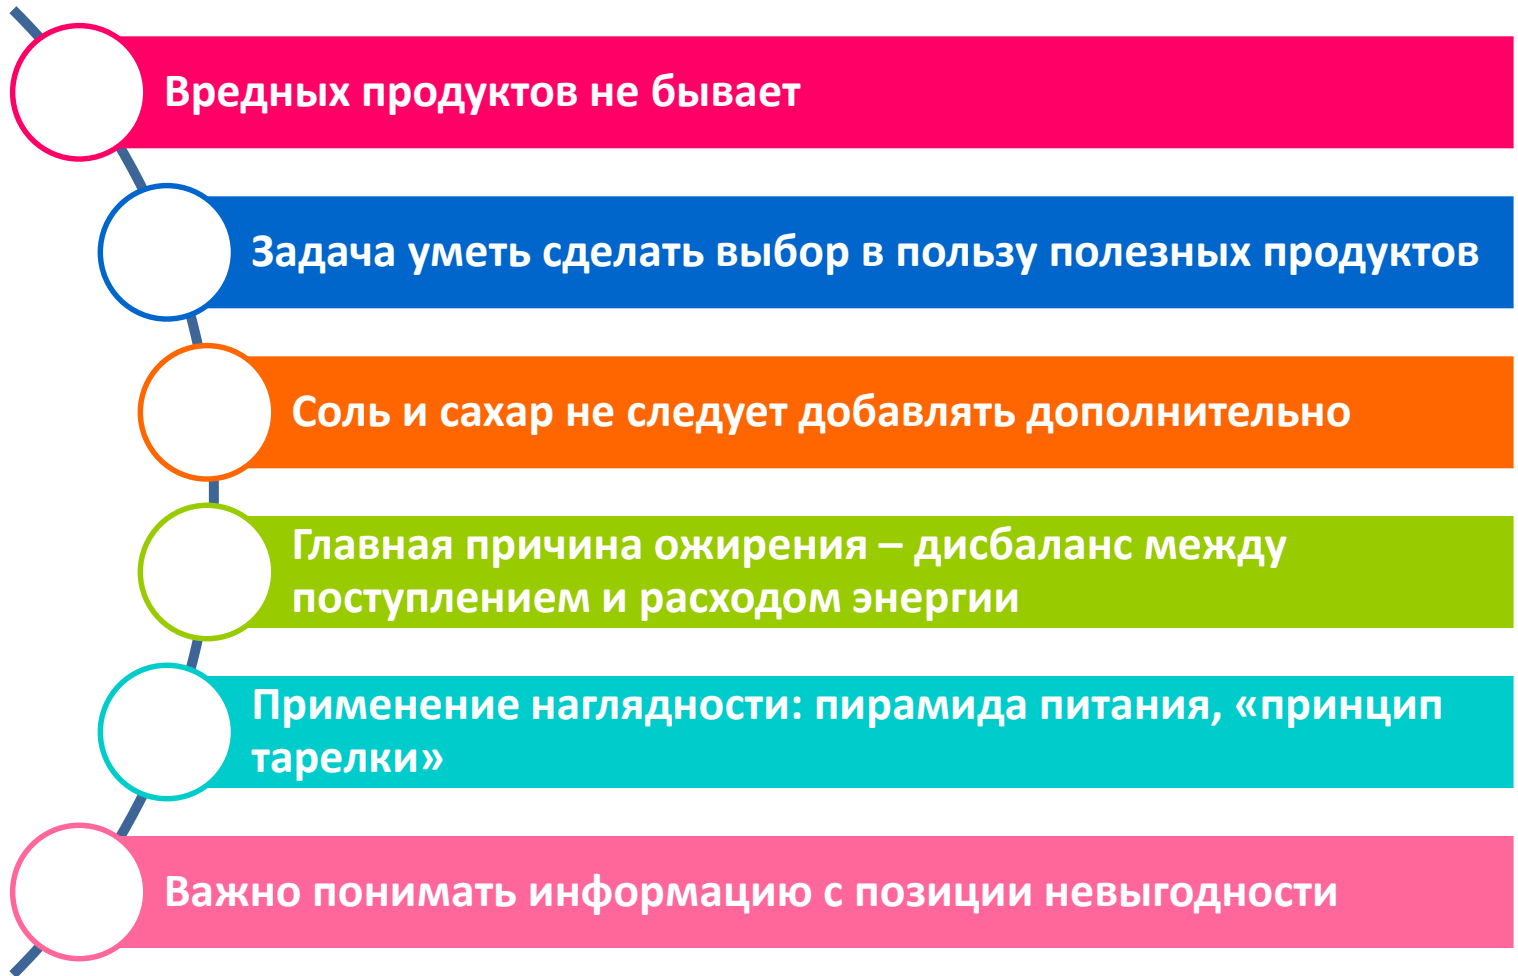 Вредных продуктов не бывает
Задача уметь сделать выбор в пользу полезных продуктов
Соль и сахар не следует добавлять дополнительно
Главная причина ожирения – дисбаланс между
поступлением и расходом энергии
Применение наглядности: пирамида питания, «принцип
тарелки»
Важно понимать информацию с позиции невыгодности